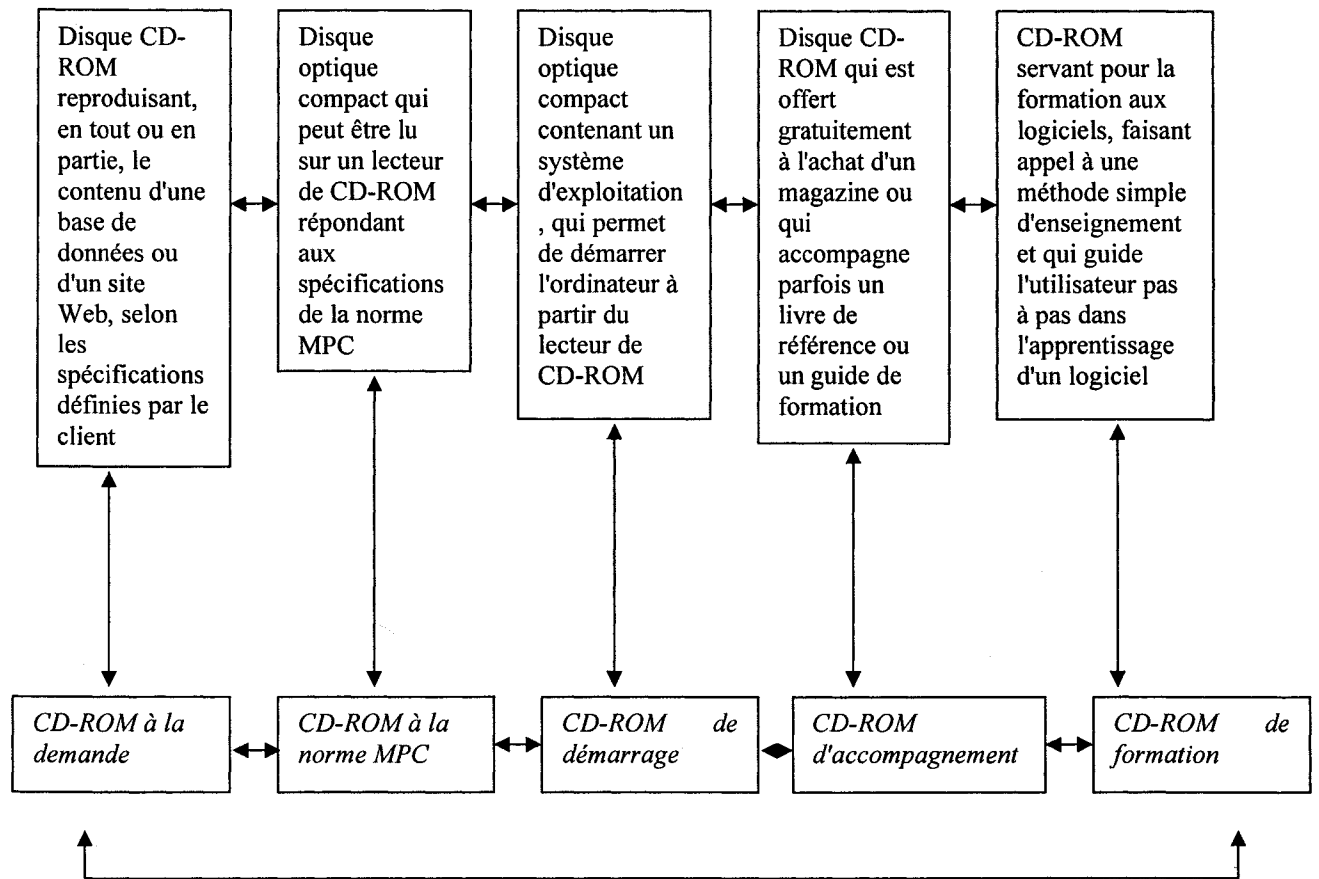 Disque CD-
ROM
reproduisant,
en tout ou en
partie, le
contenu d'une
base de
données ou
d'un site
Web, selon
les
spécifications
définies par le
client
Disque
optique
compact qui
peut être lu
sur un lecteur
de CD-ROM
répondant
aux
spécifications
de la norme
MPC
Disque
optique
compact
contenant un
système
d'exploitation
, qui permet
de démarrer
l'ordinateur à
partir du
lecteur de
CD-ROM
Disque CD-
ROM qui est
offert
gratuitement
à l'achat d'un
magazine ou
qui
accompagne
parfois un
livre de
référence ou
un guide de
formation
CD-ROM
servant pour la
formation aux
logiciels, faisant
appel à une
méthode simple
d'enseignement
et qui guide
l'utilisateur pas
à pas dans
l'apprentissage
d'un logiciel
CD-ROM à la
demande
CD-ROM à la
norme MPC
CD-ROM de
démarrage
CD-ROM
d'accompagnement
CD-ROM de
formation